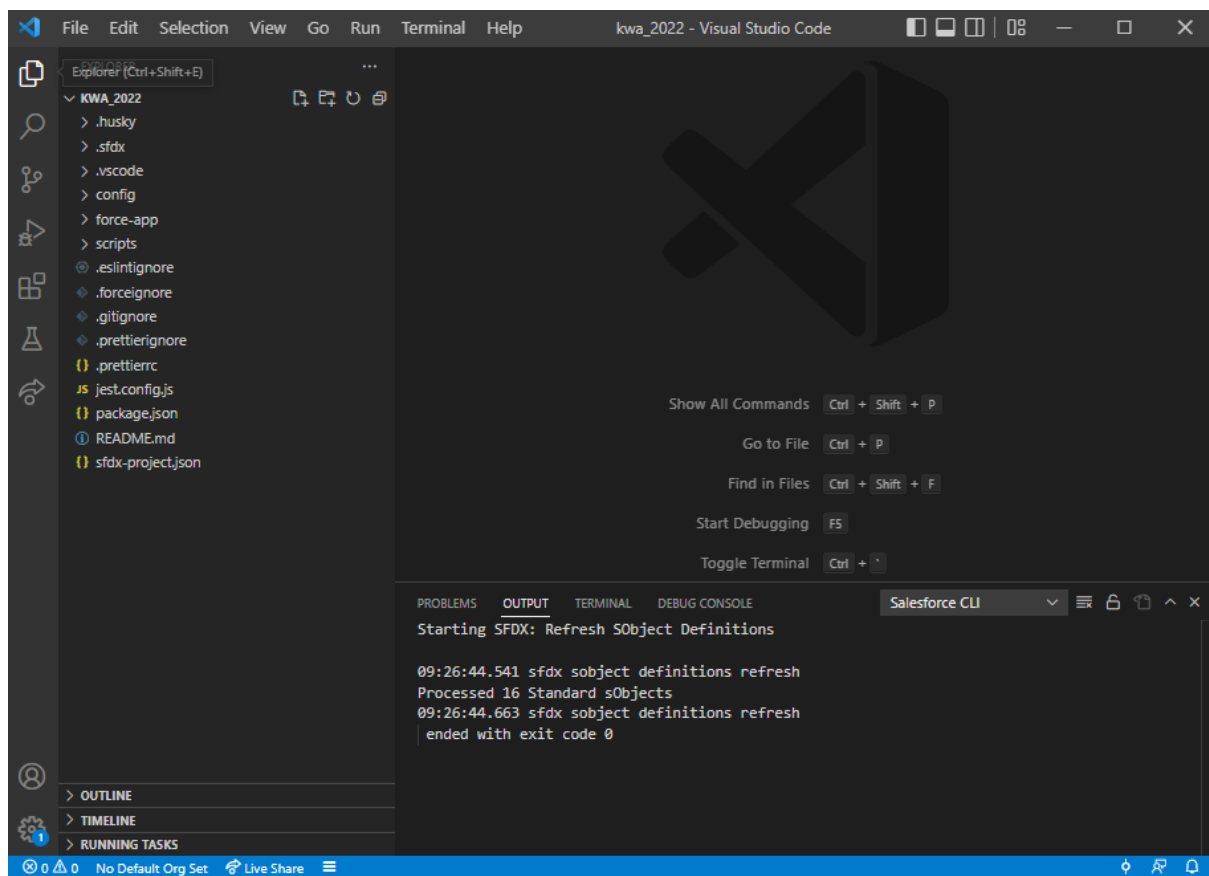 File Edit Selection View Go Run Terminal Help kwa_2022 - Visual Studio Code
EXPLORER
Explorer (Ctrl+Shift+E)
KWA_2022
.husky
.sfdx
.vscode
config
force-app
scripts
.eslintignore
.forceignore
.gitignore
.prettierignore
{} .prettierrc
JS jest.config.js
{} package.json
README.md
{} sfdx-project.json
OUTLINE
TIMELINE
RUNNING TASKS
Show All Commands Ctrl + Shift + P
Go to File Ctrl + P
Find in Files Ctrl + Shift + F
Start Debugging F5
Toggle Terminal Ctrl + `
PROBLEMS OUTPUT TERMINAL DEBUG CONSOLE Salesforce CLI
Starting SFDX: Refresh SObject Definitions
09:26:44.541 sfdx sobject definitions refresh
Processed 16 Standard sObjects
09:26:44.663 sfdx sobject definitions refresh
ended with exit code 0
1
0 0 No Default Org Set Live Share